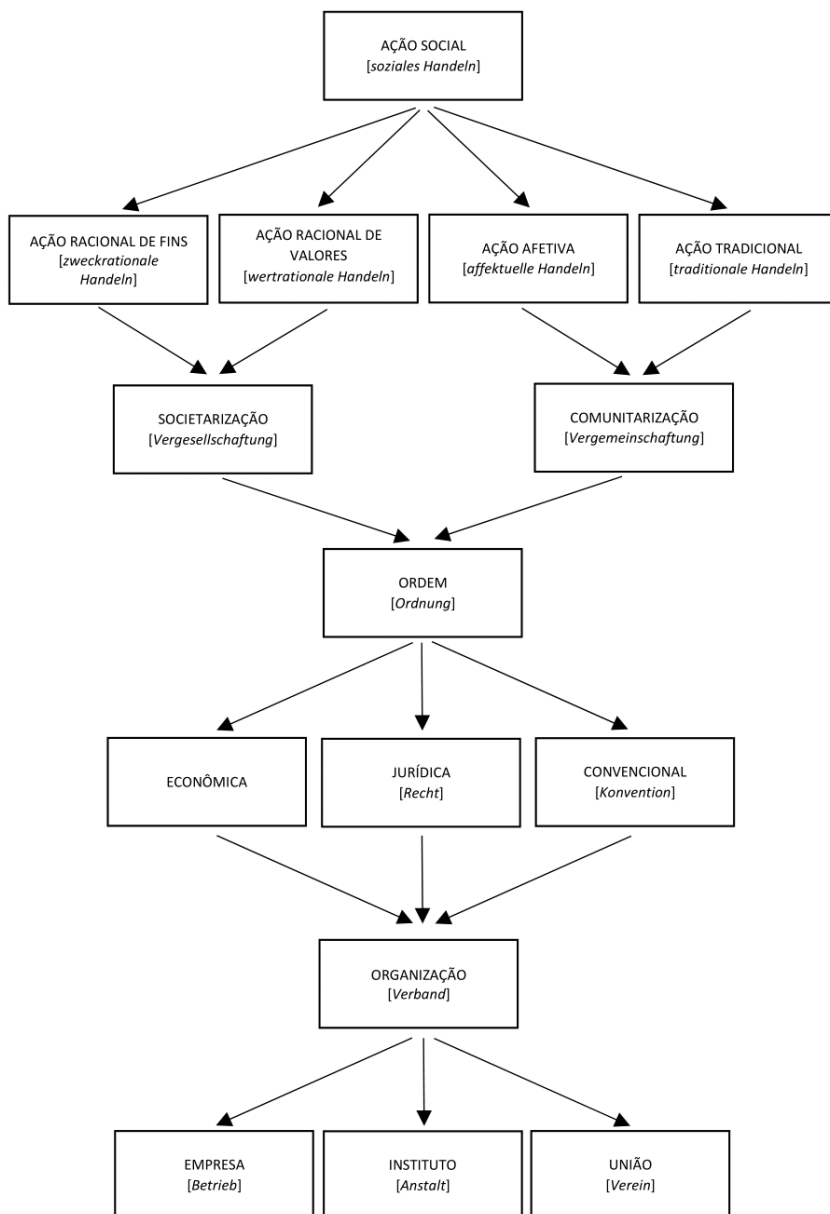 AÇÃO SOCIAL
[soziales Handeln]
AÇÃO RACIONAL DE FINS
[zweckrationale
Handeln]
AÇÃO RACIONAL DE
VALORES
[wertrationale Handeln]
AÇÃO AFETIVA
[affektuelle Handeln]
AÇÃO TRADICIONAL
[traditionale Handeln]
SOCIETARIZAÇÃO
[Vergesellschaftung]
COMUNITARIZAÇÃO
[Vergemeinschaftung]
ORDEM
[Ordnung]
ECONÔMICA
JURÍDICA
[Recht]
CONVENCIONAL
[Konvention]
ORGANIZAÇÃO
[Verband]
EMPRESA
[Betrieb]
INSTITUTO
[Anstalt]
UNIÃO
[Verein]